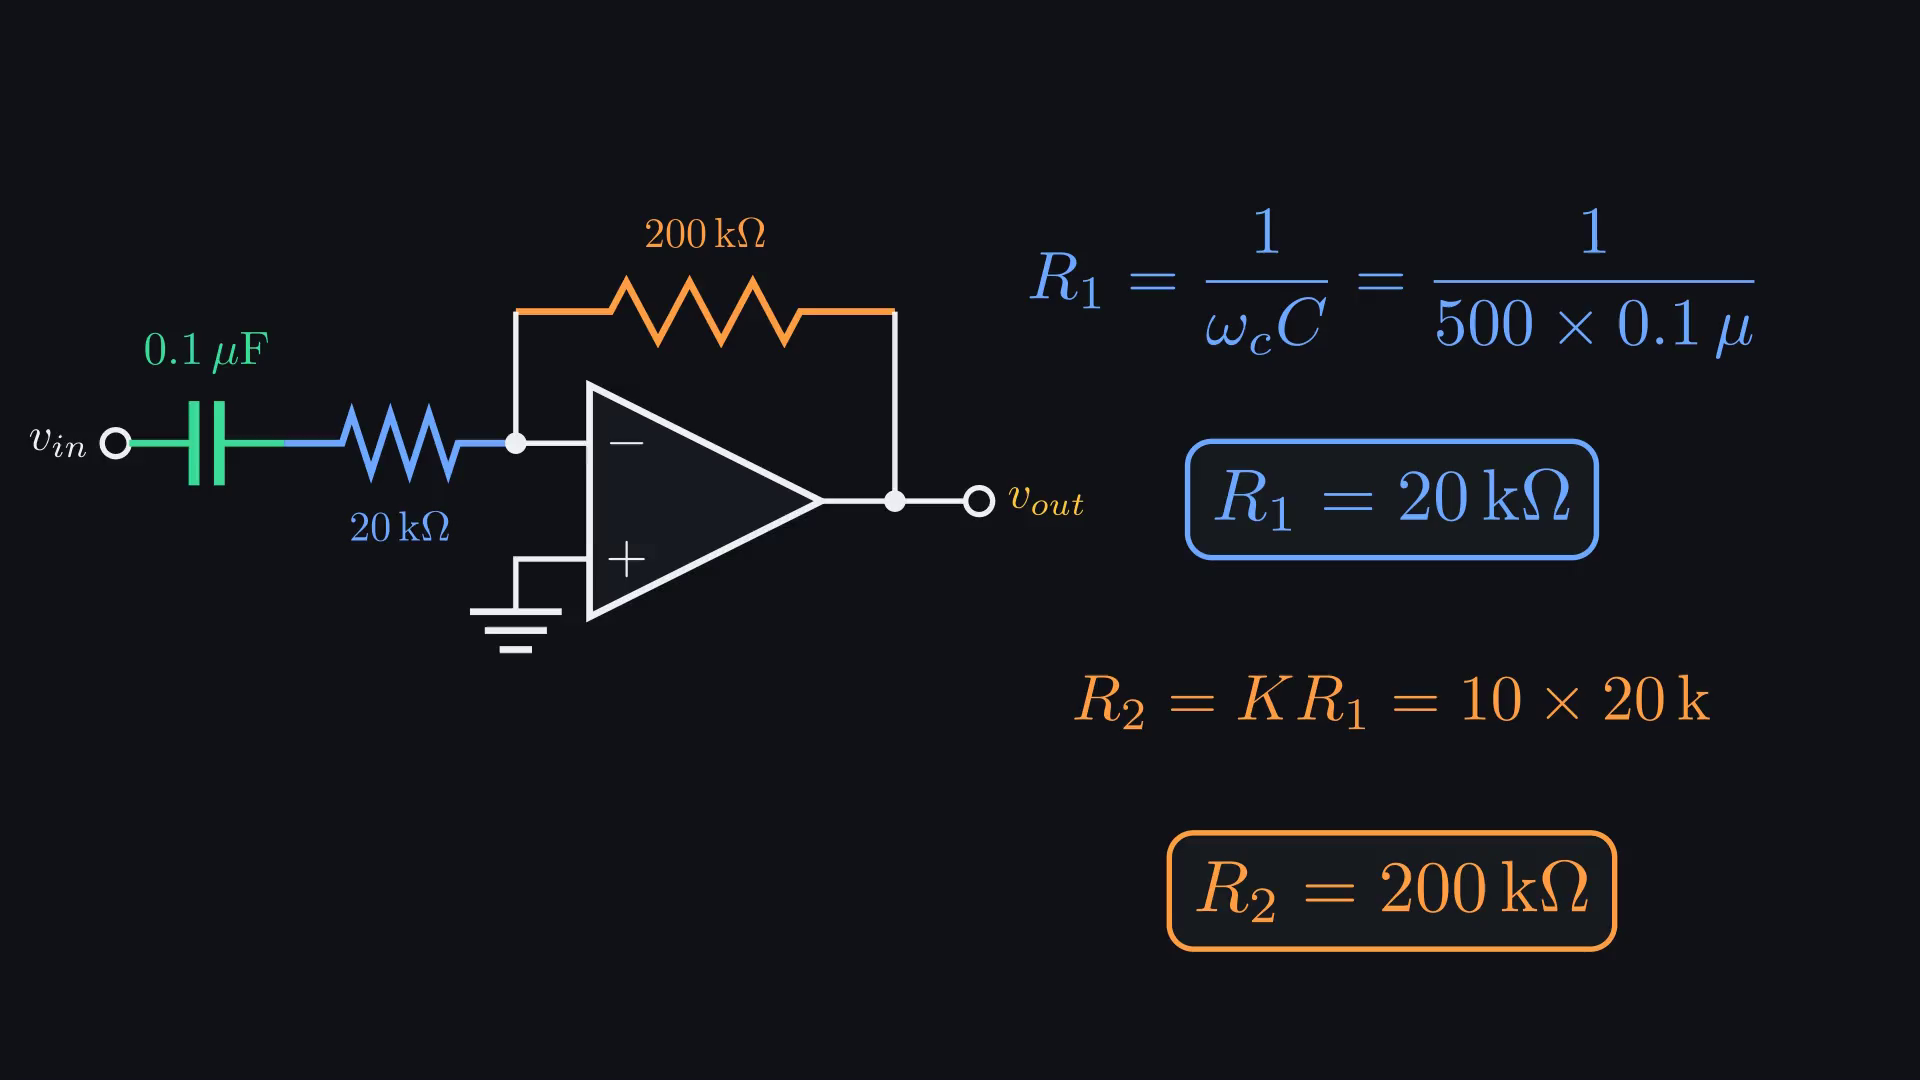 200 kΩ
0.1 μF
v_in
20 kΩ
−
+
v_out
R_1 = 1/(ω_c C) = 1/(500 × 0.1 μ)
R_1 = 20 kΩ
R_2 = KR_1 = 10 × 20 k
R_2 = 200 kΩ